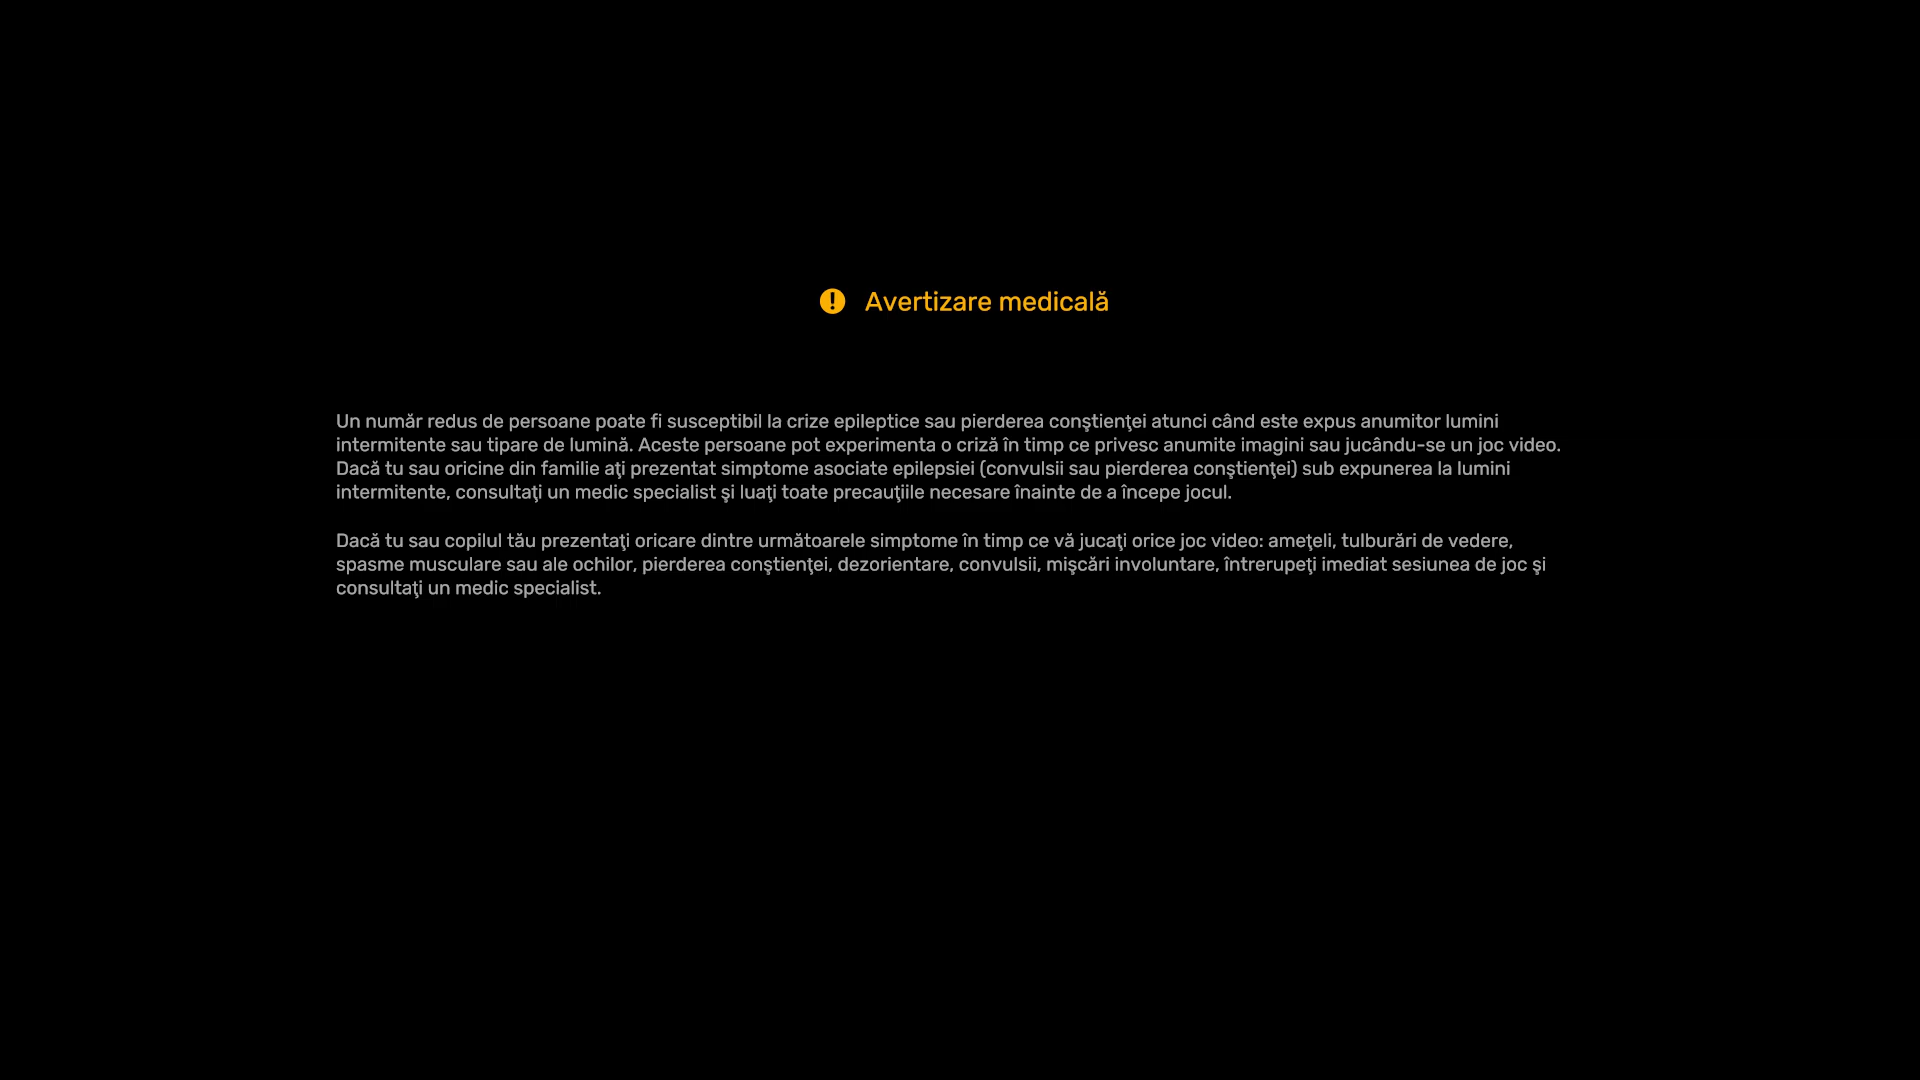 Avertizare medicală
Un număr redus de persoane poate fi susceptibil la crize epileptice sau pierderea conştienţei atunci când este expus anumitor lumini
intermitente sau tipare de lumină. Aceste persoane pot experimenta o criză în timp ce privesc anumite imagini sau jucându-se un joc video.
Dacă tu sau oricine din familie aţi prezentat simptome asociate epilepsiei (convulsii sau pierderea conştienţei) sub expunerea la lumini
intermitente, consultaţi un medic specialist şi luaţi toate precauţiile necesare înainte de a începe jocul.
Dacă tu sau copilul tău prezentaţi oricare dintre următoarele simptome în timp ce vă jucaţi orice joc video: ameţeli, tulburări de vedere,
spasme musculare sau ale ochilor, pierderea conştienţei, dezorientare, convulsii, mişcări involuntare, întrerupeţi imediat sesiunea de joc şi
consultaţi un medic specialist.